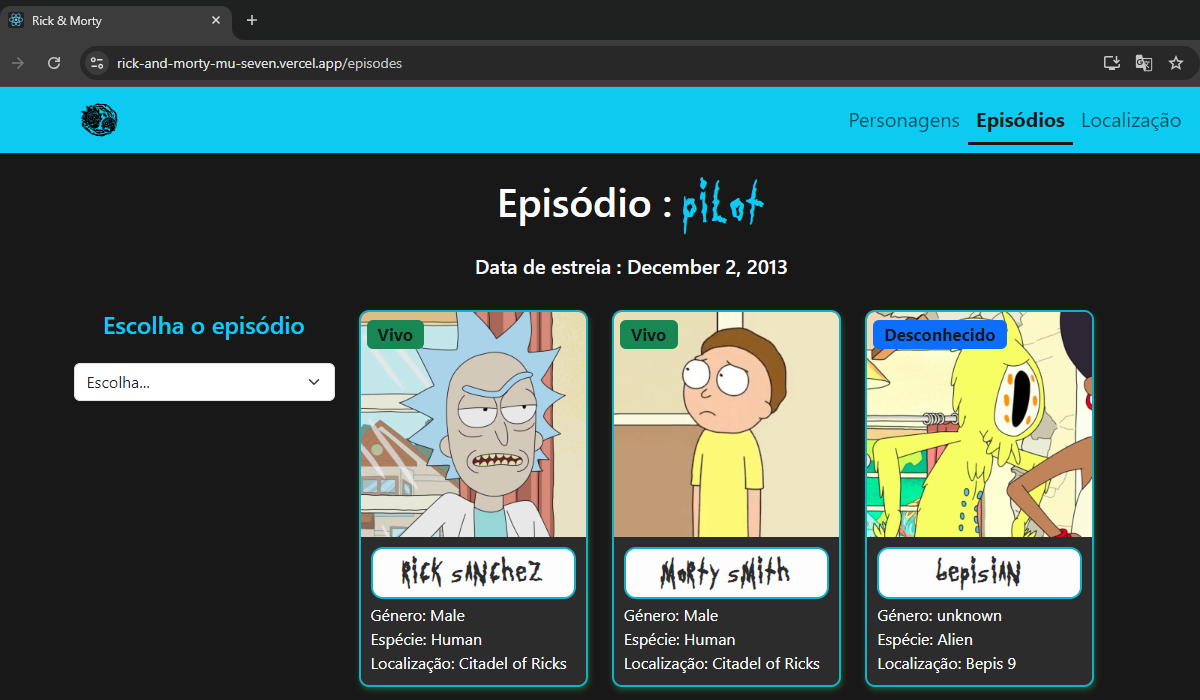 Rick & Morty
rick-and-morty-mu-seven.vercel.app/episodes
Personagens Episódios Localização
Episódio : pilot
Data de estreia : December 2, 2013
Escolha o episódio
Escolha...
Vivo
Rick Sanchez
Género: Male
Espécie: Human
Localização: Citadel of Ricks
Vivo
Morty Smith
Género: Male
Espécie: Human
Localização: Citadel of Ricks
Desconhecido
bepisian
Género: unknown
Espécie: Alien
Localização: Bepis 9